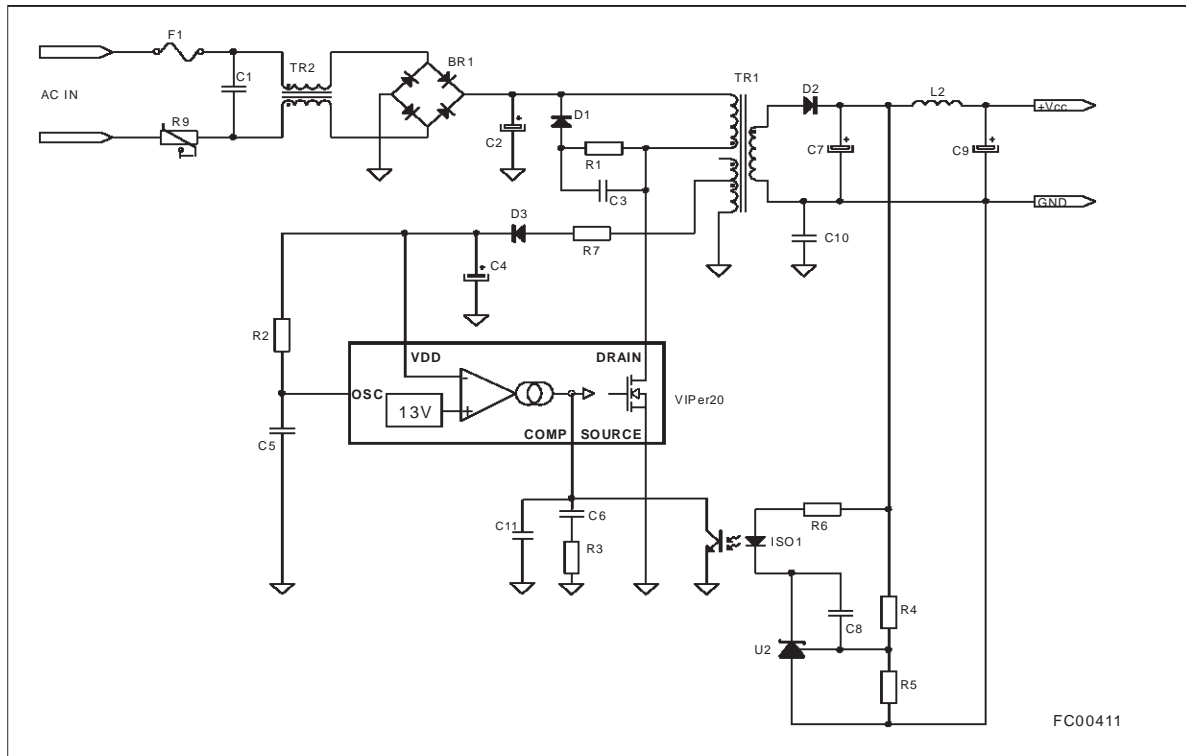 F1
BR1
TR1
D2
L2
TR2
C1
AC IN
D1
+Vcc
R9
C2
C7
C9
R1
C3
GND
D3
C10
R7
C4
R2
VDD
DRAIN
-
OSC
13V
+
VIPer20
COMP
SOURCE
C5
C11
C6
R6
R3
ISO1
C8
R4
U2
R5
FC00411